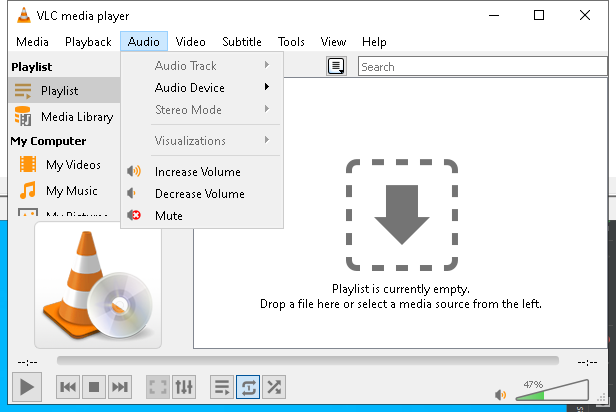 VLC media player
Media Playback Audio Video Subtitle Tools View Help
Playlist
Playlist
Media Library
My Computer
My Videos
My Music
My Pictures
Audio Track
Audio Device
Stereo Mode
Visualizations
Increase Volume
Decrease Volume
Mute
Search
Playlist is currently empty.
Drop a file here or select a media source from the left.
--:--
--:--
47%